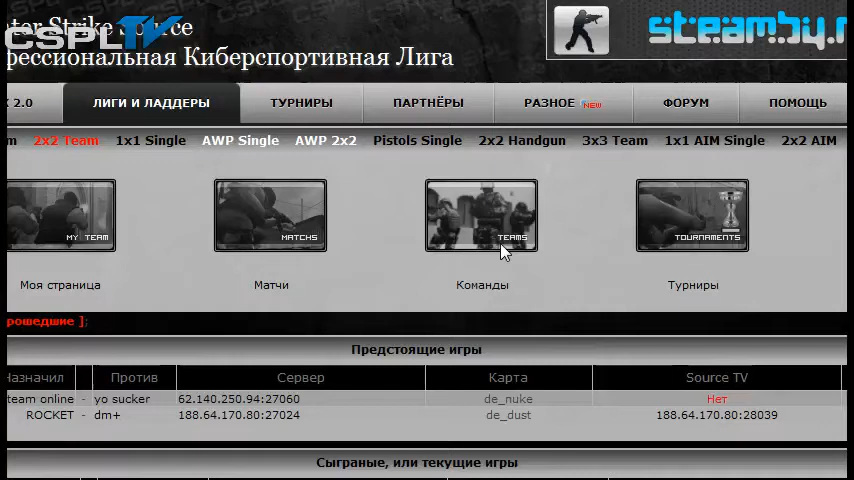 ter Strike Source
CSPLTV
фессиональная Киберспортивная Лига
steamby.
2.0 ЛИГИ И ЛАДДЕРЫ ТУРНИРЫ ПАРТНЁРЫ РАЗНОЕ NEW ФОРУМ ПОМОЩЬ
m 2x2 Team 1x1 Single AWP Single AWP 2x2 Pistols Single 2x2 Handgun 3x3 Team 1x1 AIM Single 2x2 AIM
MY TEAM MATCHS TEAMS TOURNAMENTS
Моя страница Матчи Команды Турниры
рошедшие ];
Предстоящие игры
Назначил Против Сервер Карта Source TV
team online - yo sucker 62.140.250.94:27060 de_nuke Нет
ROCKET - dm+ 188.64.170.80:27024 de_dust 188.64.170.80:28039
Сыграные, или текущие игры